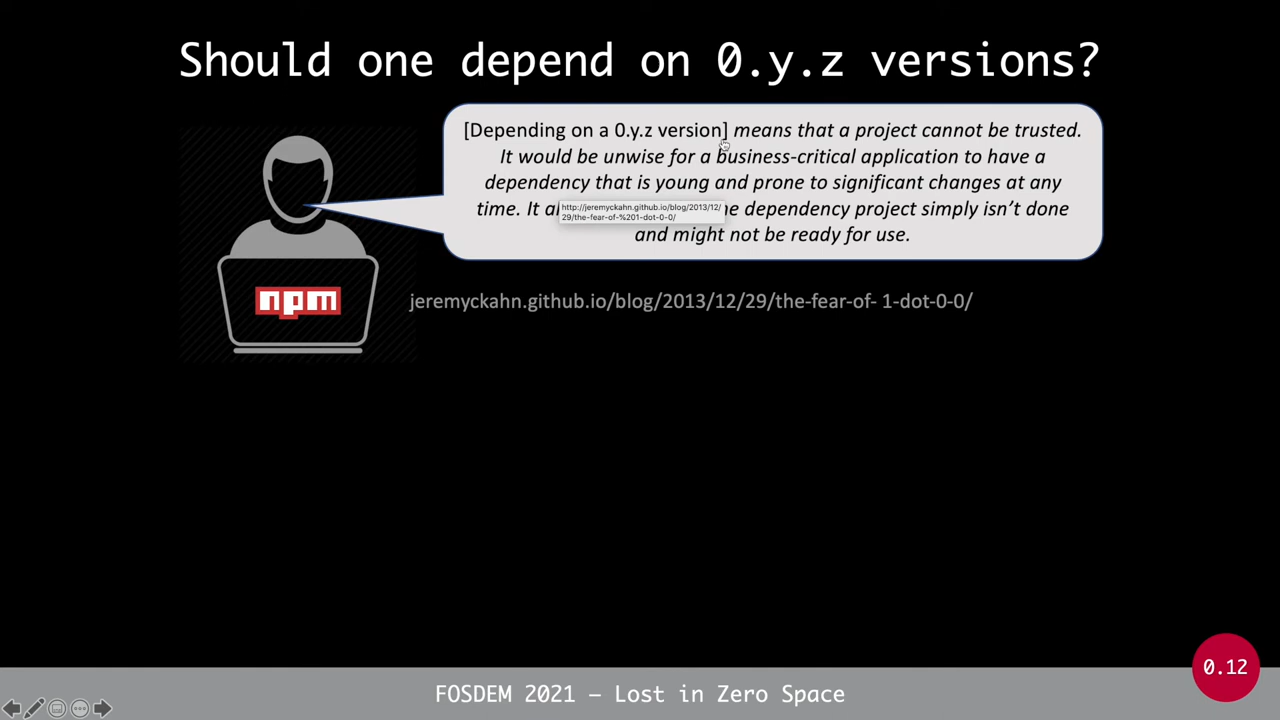 Should one depend on 0.y.z versions?
[Depending on a 0.y.z version] means that a project cannot be trusted.
It would be unwise for a business-critical application to have a
dependency that is young and prone to significant changes at any
time. It a
http://jeremyckahn.github.io/blog/2013/12/
29/the-fear-of-%201-dot-0-0/
e dependency project simply isn't done
and might not be ready for use.
npm
jeremyckahn.github.io/blog/2013/12/29/the-fear-of- 1-dot-0-0/
0.12
FOSDEM 2021 – Lost in Zero Space